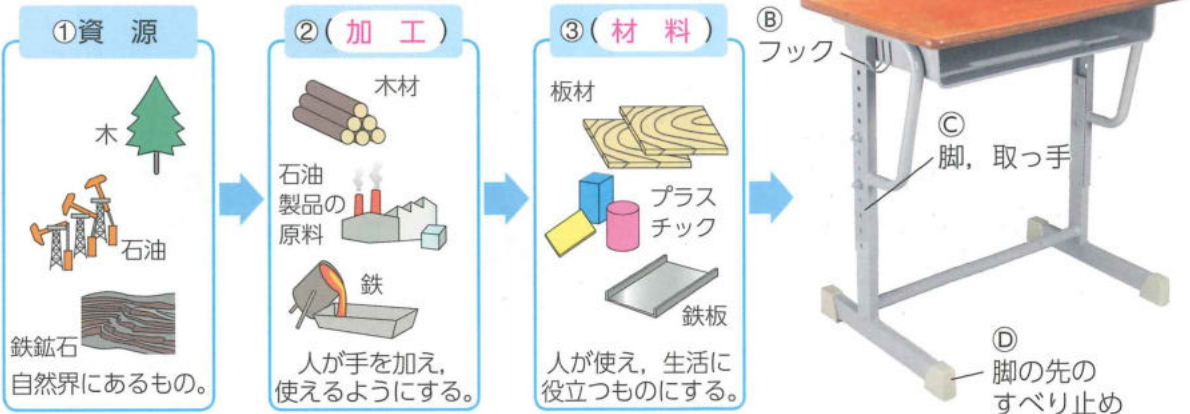 ①資 源
木
石油
鉄鉱石
自然界にあるもの。
②( 加 工 )
木材
石油
製品の
原料
鉄
人が手を加え,
使えるようにする。
③( 材 料 )
板材
プラス
チック
鉄板
人が使え,生活に
役立つものにする。
Ⓑ
フック
Ⓒ
脚,取っ手
Ⓓ
脚の先の
すべり止め